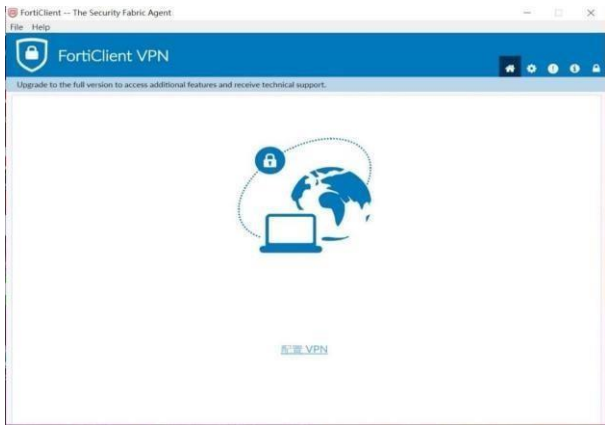 FortiClient -- The Security Fabric Agent
File Help
FortiClient VPN
Upgrade to the full version to access additional features and receive technical support.
配置 VPN